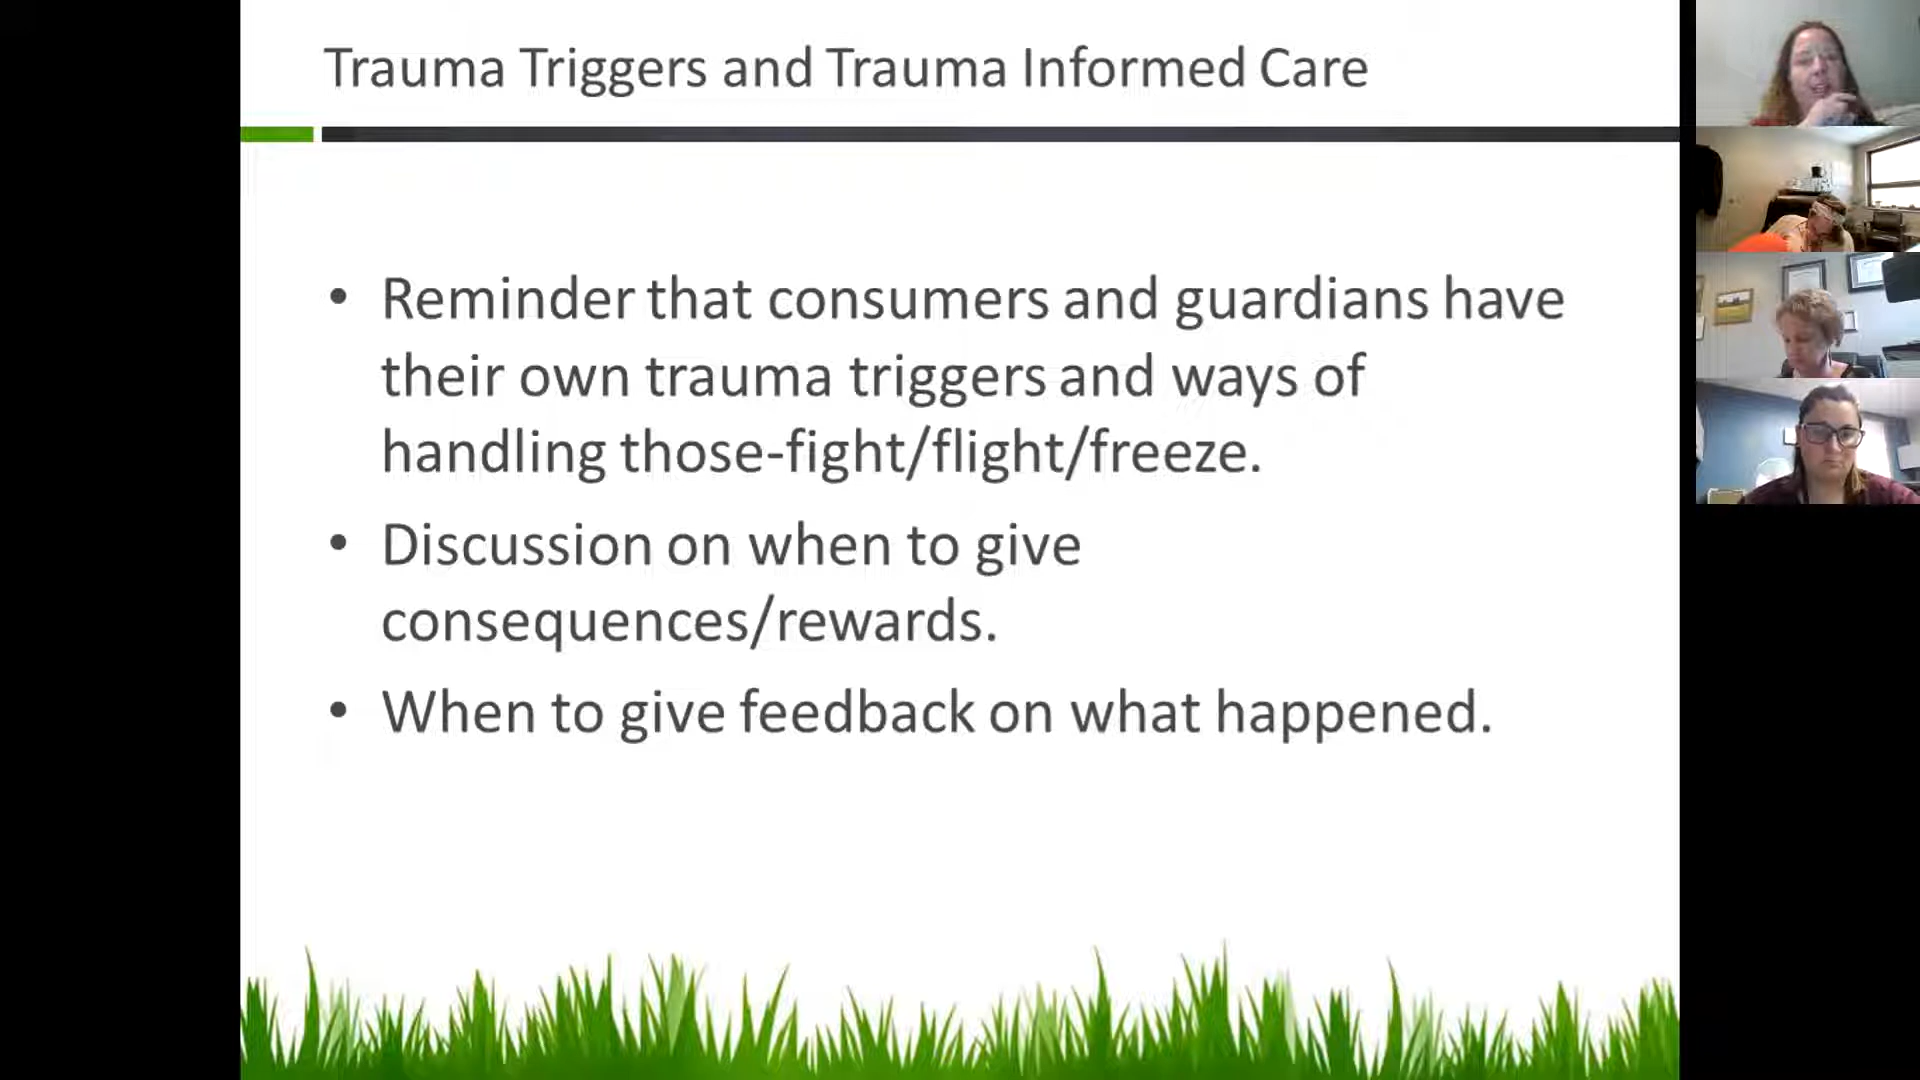 Trauma Triggers and Trauma Informed Care
• Reminder that consumers and guardians have
their own trauma triggers and ways of
handling those-fight/flight/freeze.
• Discussion on when to give
consequences/rewards.
• When to give feedback on what happened.